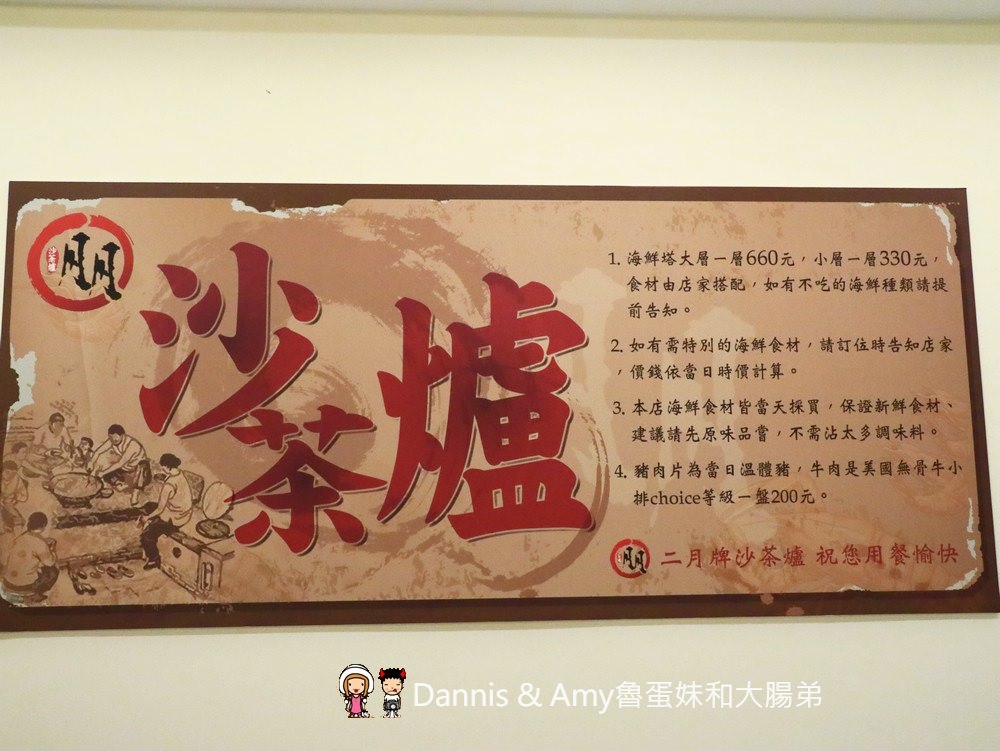 沙茶爐
朋
沙茶爐
1. 海鮮塔大層一層660元，小層一層330元，
食材由店家搭配，如有不吃的海鮮種類請提
前告知。
2. 如有需特別的海鮮食材，請訂位時告知店家
，價錢依當日時價計算。
3. 本店海鮮食材皆當天採買，保證新鮮食材、
建議請先原味品嘗，不需沾太多調味料。
4. 豬肉片為當日溫體豬，牛肉是美國無骨牛小
排choice等級一盤200元。
朋 二月牌沙茶爐 祝您用餐愉快
Dannis & Amy魯蛋妹和大腸弟